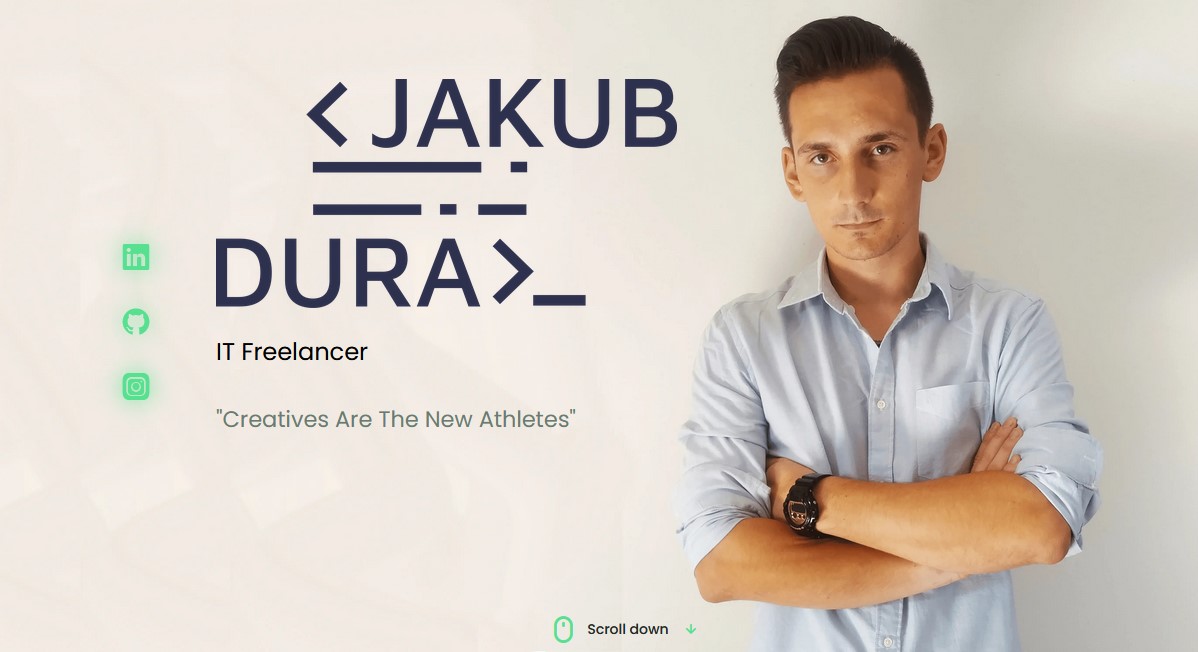 <JAKUB
DURA>_
IT Freelancer
"Creatives Are The New Athletes"
Scroll down